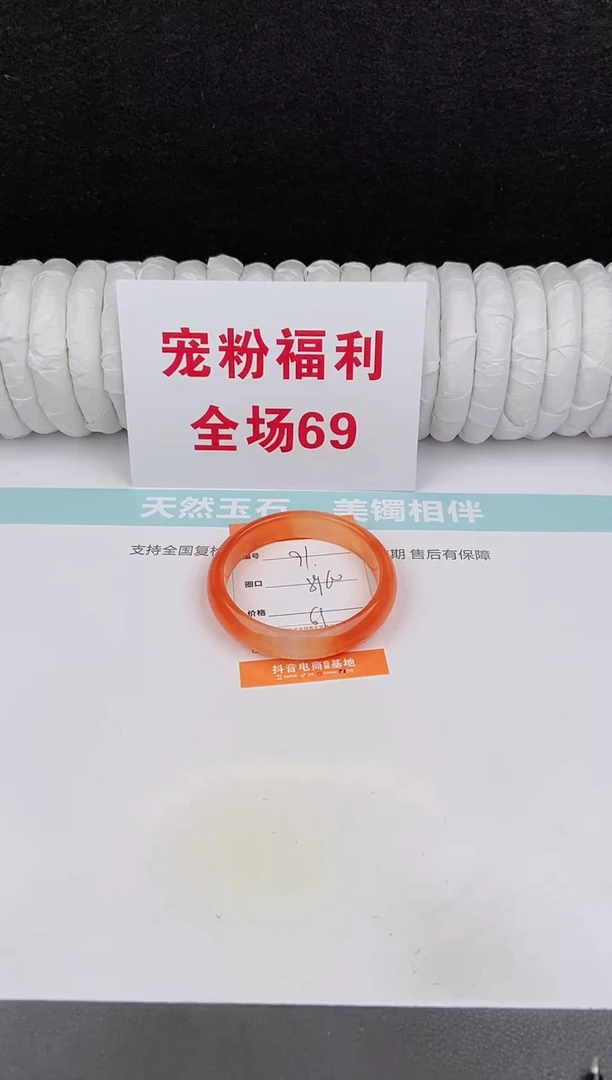 宠粉福利
全场69
天然玉石 美镯相伴
支持全国复检 期 售后有保障
编号 91.
圈口
价格
抖音电商 基地